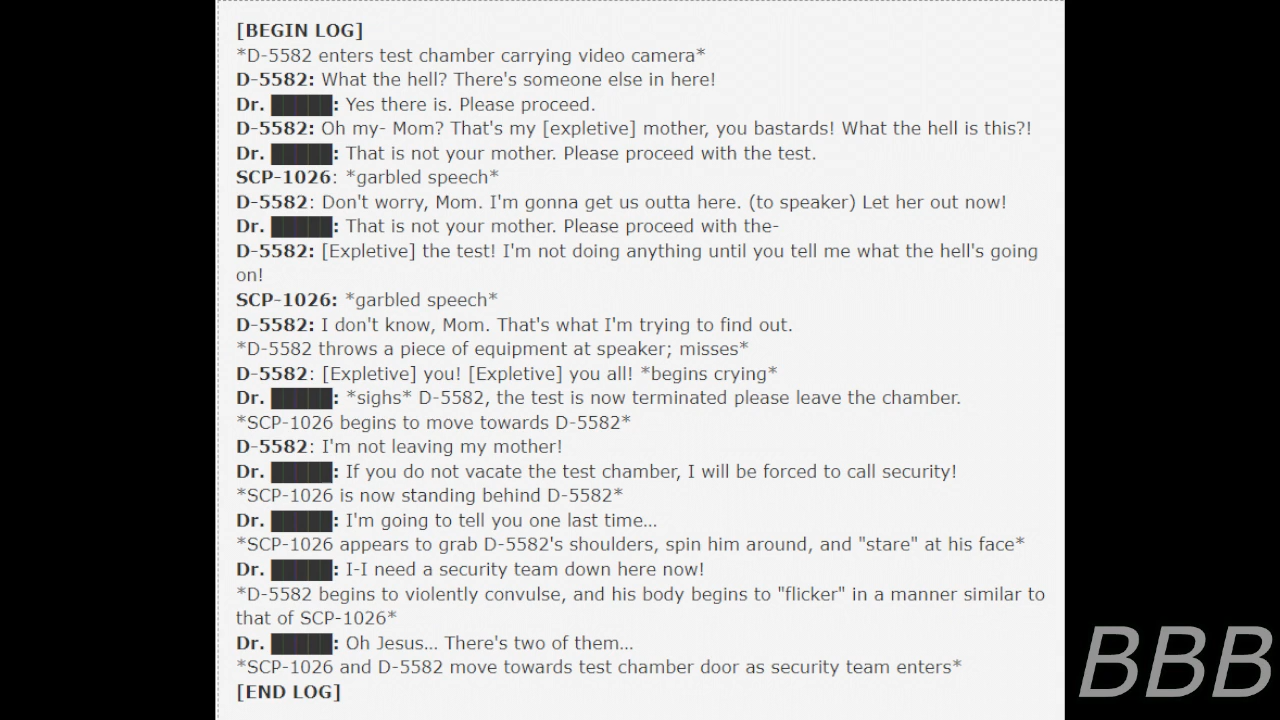 [BEGIN LOG]
*D-5582 enters test chamber carrying video camera*
D-5582: What the hell? There's someone else in here!
Dr. █████: Yes there is. Please proceed.
D-5582: Oh my- Mom? That's my [expletive] mother, you bastards! What the hell is this?!
Dr. █████: That is not your mother. Please proceed with the test.
SCP-1026: *garbled speech*
D-5582: Don't worry, Mom. I'm gonna get us outta here. (to speaker) Let her out now!
Dr. █████: That is not your mother. Please proceed with the-
D-5582: [Expletive] the test! I'm not doing anything until you tell me what the hell's going
on!
SCP-1026: *garbled speech*
D-5582: I don't know, Mom. That's what I'm trying to find out.
*D-5582 throws a piece of equipment at speaker; misses*
D-5582: [Expletive] you! [Expletive] you all! *begins crying*
Dr. █████: *sighs* D-5582, the test is now terminated please leave the chamber.
*SCP-1026 begins to move towards D-5582*
D-5582: I'm not leaving my mother!
Dr. █████: If you do not vacate the test chamber, I will be forced to call security!
*SCP-1026 is now standing behind D-5582*
Dr. █████: I'm going to tell you one last time…
*SCP-1026 appears to grab D-5582's shoulders, spin him around, and "stare" at his face*
Dr. █████: I-I need a security team down here now!
*D-5582 begins to violently convulse, and his body begins to "flicker" in a manner similar to
that of SCP-1026*
Dr. █████: Oh Jesus… There's two of them…
*SCP-1026 and D-5582 move towards test chamber door as security team enters*
[END LOG]
BBB